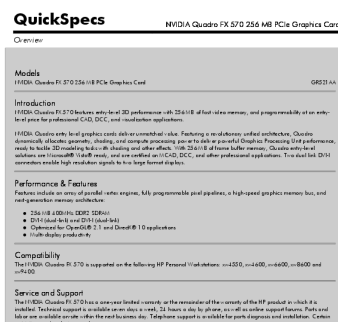 QuickSpecs
NVIDIA Quadro FX 570 256 MB PCIe Graphics Card
Overview
Models
NVIDIA Quadro FX 570 256 MB PCIe Graphics Card
GR521AA
Introduction
NVIDIA Quadro FX 570 features entry-level 3D performance with 256MB of fast video memory, and programmability at an entry-
level price for professional CAD, DCC, and visualization applications.
NVIDIA Quadro entry level graphics cards deliver unmatched value. Featuring a revolutionary unified architecture, Quadro
dynamically allocates geometry, shading, and compute processing power to deliver powerful Graphics Processing Unit performance,
ready to tackle 3D modeling tasks with shading and other effects. With 256MB of frame buffer memory, Quadro entry-level
solutions are Microsoft® Vista® ready, and are certified on MCAD, DCC, and other professional applications. Two dual link DVI-I
connectors enable high resolution signals to two large format displays.
Performance & Features
Features include an array of parallel vertex engines, fully programmable pixel pipelines, a high-speed graphics memory bus, and
next-generation memory architecture:
● 256 MB 400MHz DDR2 SDRAM
● DVI-I (dual-link) and DVI-I (dual-link)
● Optimized for OpenGL® 2.1 and DirectX® 10 applications
● Multi-display productivity
Compatibility
The NVIDIA Quadro FX 570 is supported on the following HP Personal Workstations: xw4550, xw4600, xw6600, xw8600 and
xw9400.
Service and Support
The NVIDIA Quadro FX 570 has a one-year limited warranty or the remainder of the warranty of the HP product in which it is
installed. Technical support is available seven days a week, 24 hours a day by phone, as well as online support forums. Parts and
labor are available on-site within the next business day. Telephone support is available for parts diagnosis and installation. Certain